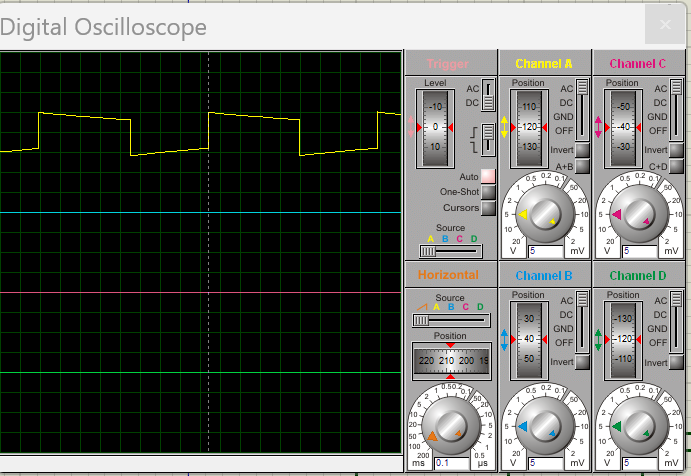 Digital Oscilloscope
×
Trigger
Level
AC
DC
-10
0
10
Auto
One-Shot
Cursors
Source
A B C D
Channel A
Position
AC
DC
GND
OFF
110
120
130
Invert
A+B
20 10 5 2 1 0.5 0.2 0.1 50 20 10 5 2
V 5 mV
Channel C
Position
AC
DC
GND
OFF
-50
-40
-30
Invert
C+D
20 10 5 2 1 0.5 0.2 0.1 50 20 10 5 2
V 5 mV
Horizontal
Source
A B C D
Position
220 210 200 19
200 100 50 20 10 5 2 1 0.5 0.2 0.1 50 20 10 5 2 1 0.5
ms 0.1 µs
Channel B
Position
AC
DC
GND
OFF
30
40
50
Invert
20 10 5 2 1 0.5 0.2 0.1 50 20 10 5 2
V 5 mV
Channel D
Position
AC
DC
GND
OFF
-130
-120
-110
Invert
20 10 5 2 1 0.5 0.2 0.1 50 20 10 5 2
V 5 mV